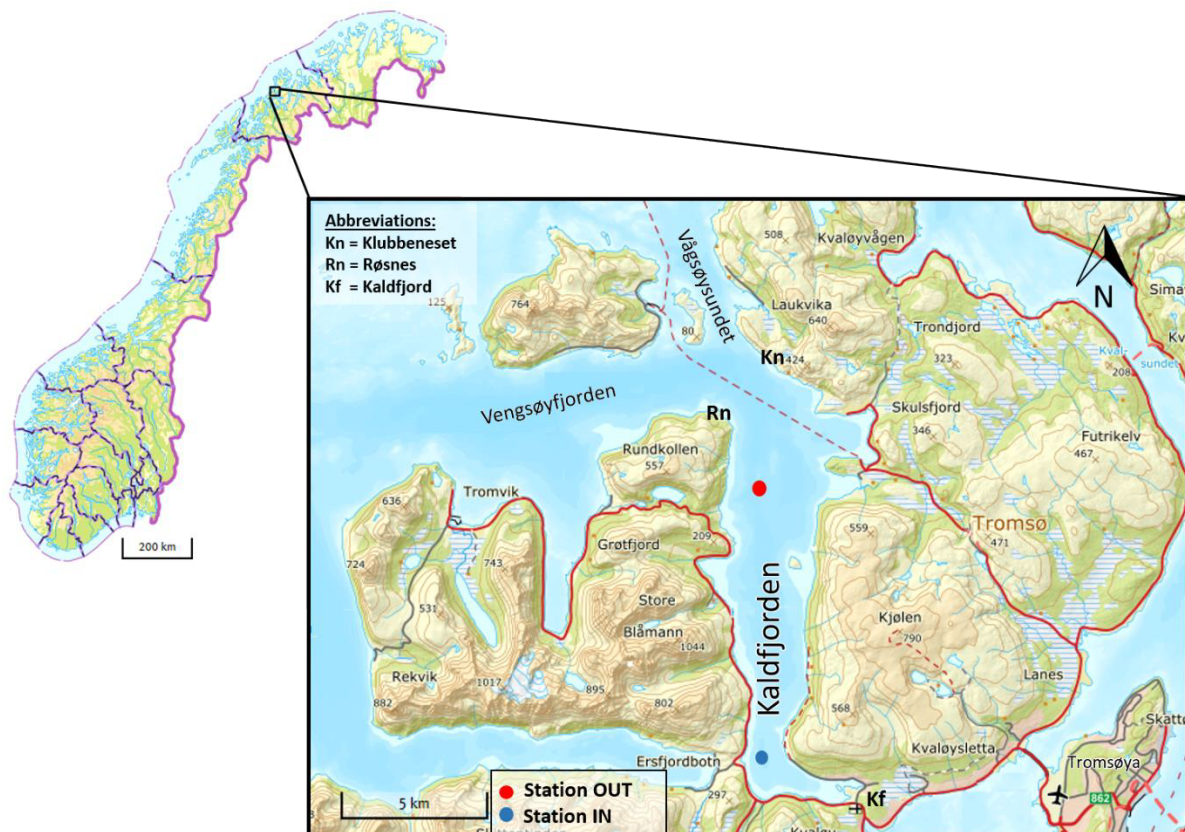 Abbreviations:
Kn = Klubbeneset
Rn = Røsnes
Kf = Kaldfjord
200 km
508
Kvaløyvågen
Vågsøysundet
N
125
764
Laukvika
640
80
Trondjord
Kn
424
323
Kval-
sundet
208
Vengsøyfjorden
Rn
Skulsfjord
346
Rundkollen
557
Futrikelv
467
Tromvik
636
559
Tromsø
471
724
743
Grøtfjord
209
531
Store
Blåmann
1044
Kaldfjorden
Kjølen
790
Rekvik
1017
895
882
802
568
Lanes
Kvaløysletta
Ersfjordbotn
Tromsøya
862
5 km
Station OUT
Station IN
297
Kf